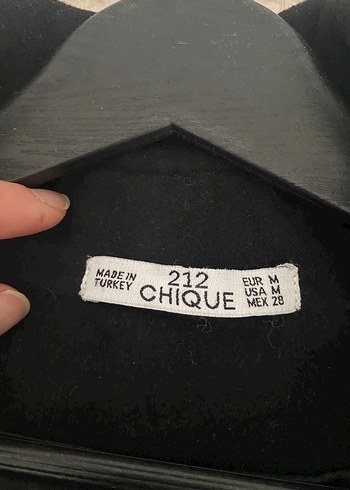 MADE IN
TURKEY
212
CHIQUE
EUR M
USA M
MEX 28